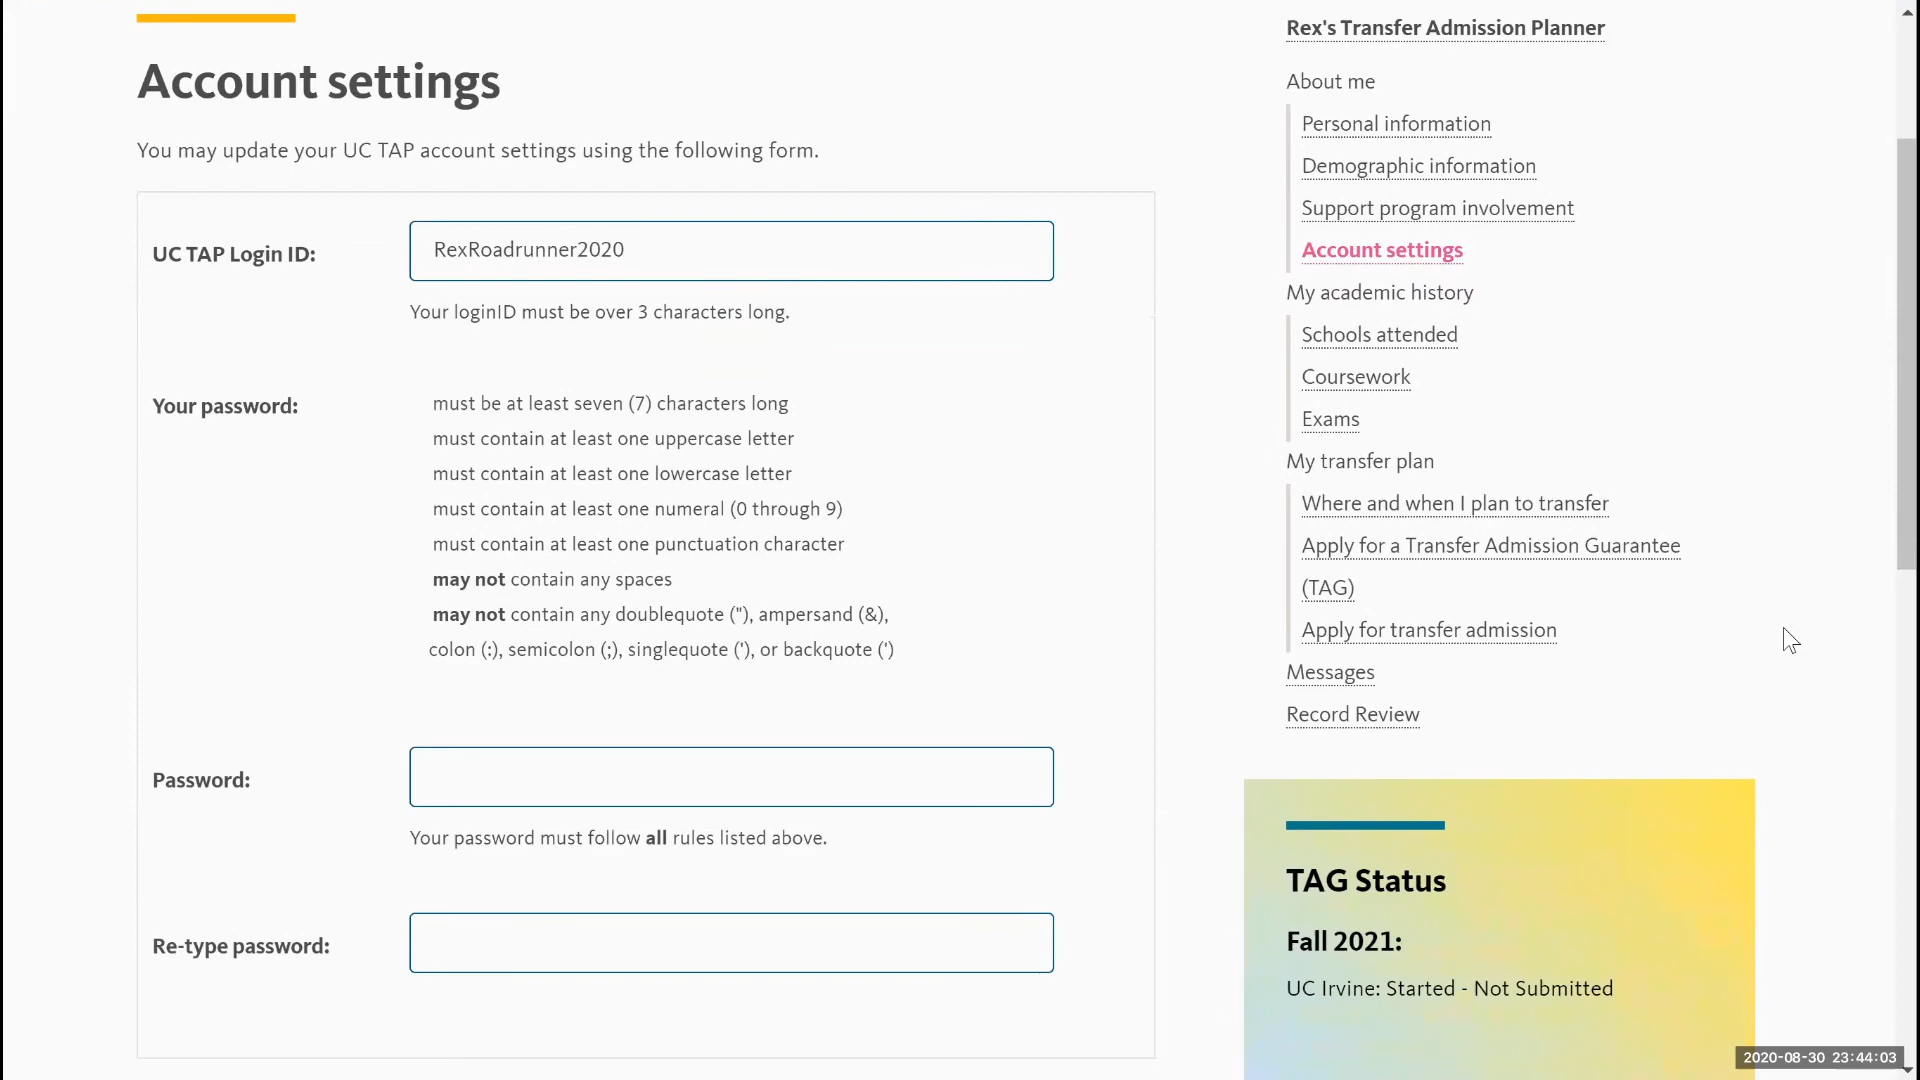 Account settings
You may update your UC TAP account settings using the following form.
UC TAP Login ID:
RexRoadrunner2020
Your loginID must be over 3 characters long.
Your password:
must be at least seven (7) characters long
must contain at least one uppercase letter
must contain at least one lowercase letter
must contain at least one numeral (0 through 9)
must contain at least one punctuation character
may not contain any spaces
may not contain any doublequote ("), ampersand (&),
colon (:), semicolon (;), singlequote ('), or backquote (')
Password:
Your password must follow all rules listed above.
Re-type password:
Rex's Transfer Admission Planner
About me
Personal information
Demographic information
Support program involvement
Account settings
My academic history
Schools attended
Coursework
Exams
My transfer plan
Where and when I plan to transfer
Apply for a Transfer Admission Guarantee
(TAG)
Apply for transfer admission
Messages
Record Review
TAG Status
Fall 2021:
UC Irvine: Started - Not Submitted
2020-08-30 23:44:03